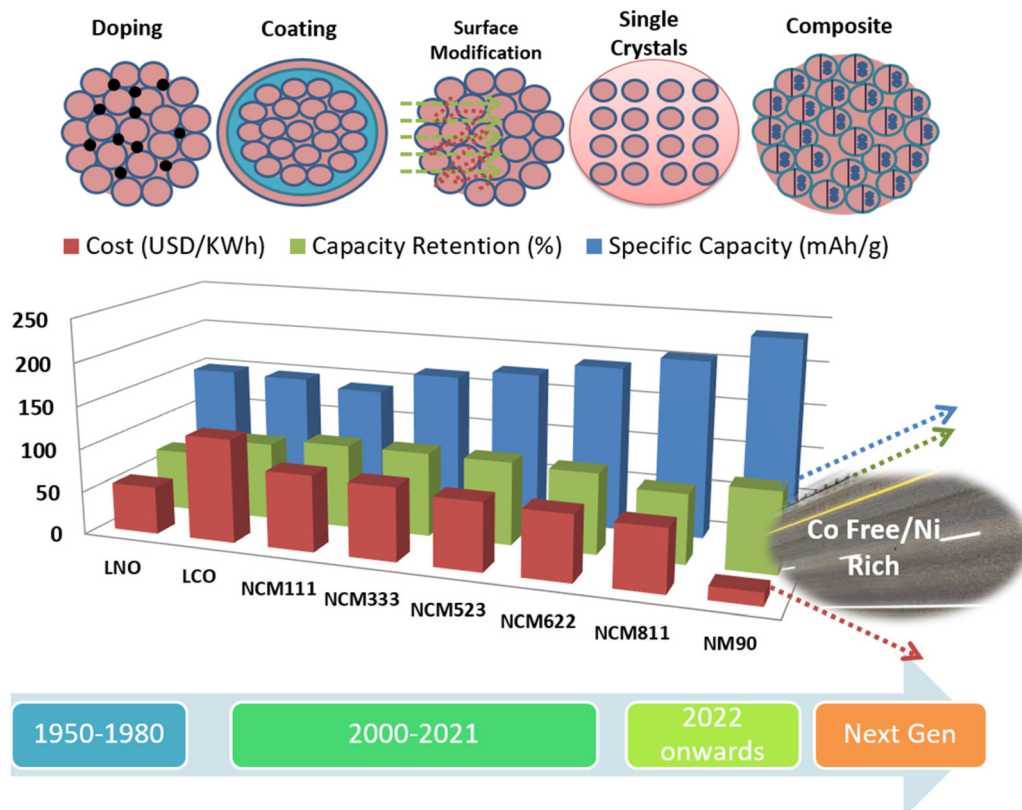 Doping
Coating
Surface
Modification
Single
Crystals
Composite
Cost (USD/KWh)
Capacity Retention (%)
Specific Capacity (mAh/g)
250
200
150
100
50
0
LNO
LCO
NCM111
NCM333
NCM523
NCM622
NCM811
NM90
Co Free/Ni
Rich
1950-1980
2000-2021
2022
onwards
Next Gen